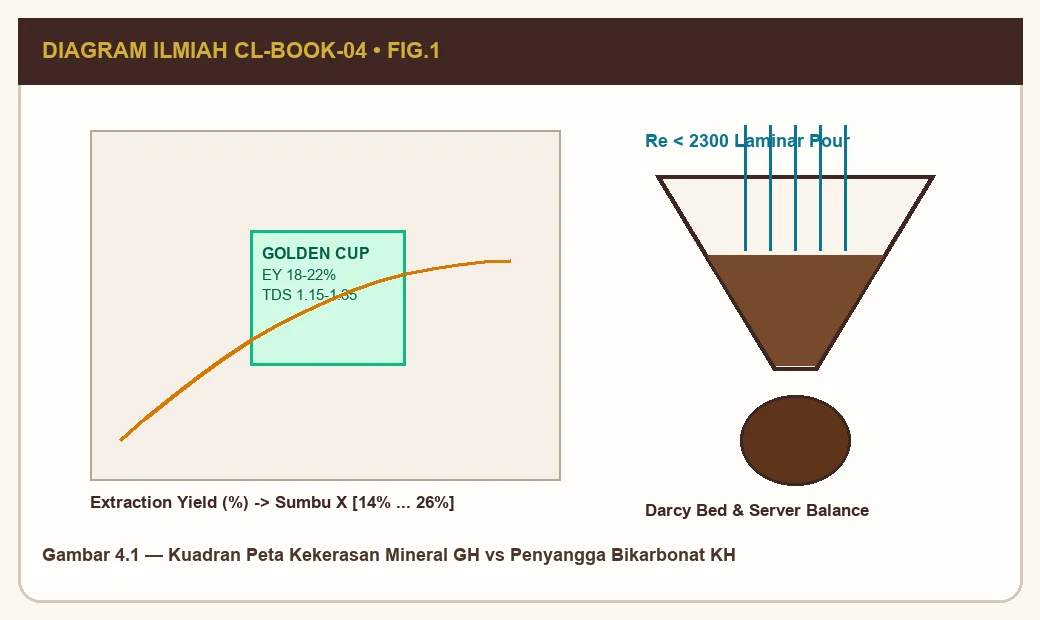 DIAGRAM ILMIAH CL-BOOK-04 • FIG.1
Re < 2300 Laminar Pour
GOLDEN CUP
EY 18-22%
TDS 1.15-1.35
Extraction Yield (%) -> Sumbu X [14% ... 26%]
Darcy Bed & Server Balance
Gambar 4.1 — Kuadran Peta Kekerasan Mineral GH vs Penyangga Bikarbonat KH